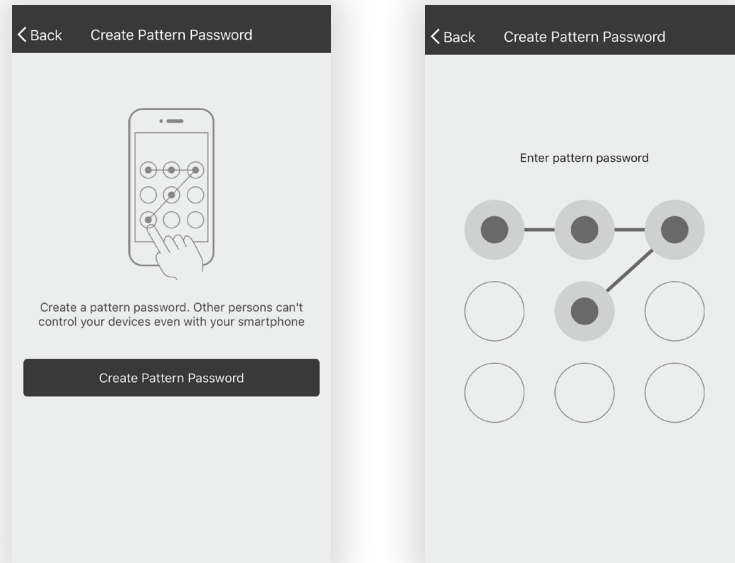 Back
Create Pattern Password
Create a pattern password. Other persons can't
control your devices even with your smartphone
Create Pattern Password
Back
Create Pattern Password
Enter pattern password